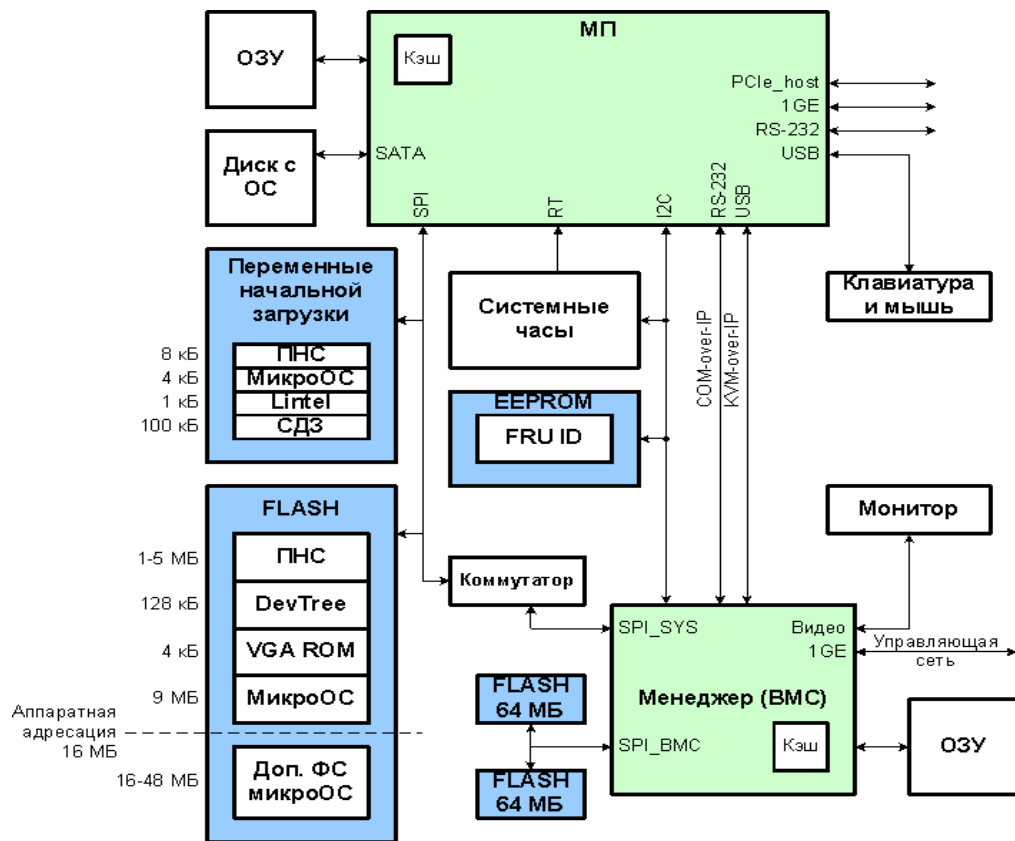 МП
ОЗУ
Кэш
PCIe_host
1GE
RS-232
USB
Диск с
ОС
SATA
SPI
RT
I2C
RS-232
USB
Переменные
начальной
загрузки
8 кБ
ПНС
4 кБ
МикроОС
1 кБ
Lintel
100 кБ
СДЗ
Системные
часы
COM-over-IP
KVM-over-IP
Клавиатура
и мышь
EEPROM
FRU ID
FLASH
1-5 МБ
ПНС
128 кБ
DevTree
4 кБ
VGA ROM
9 МБ
МикроОС
Аппаратная
адресация
16 МБ
16-48 МБ
Доп. ФС
микроОС
Коммутатор
Монитор
SPI_SYS
Видео
1GE
Управляющая
сеть
Менеджер (BMC)
FLASH
64 МБ
SPI_BMC
Кэш
ОЗУ
FLASH
64 МБ